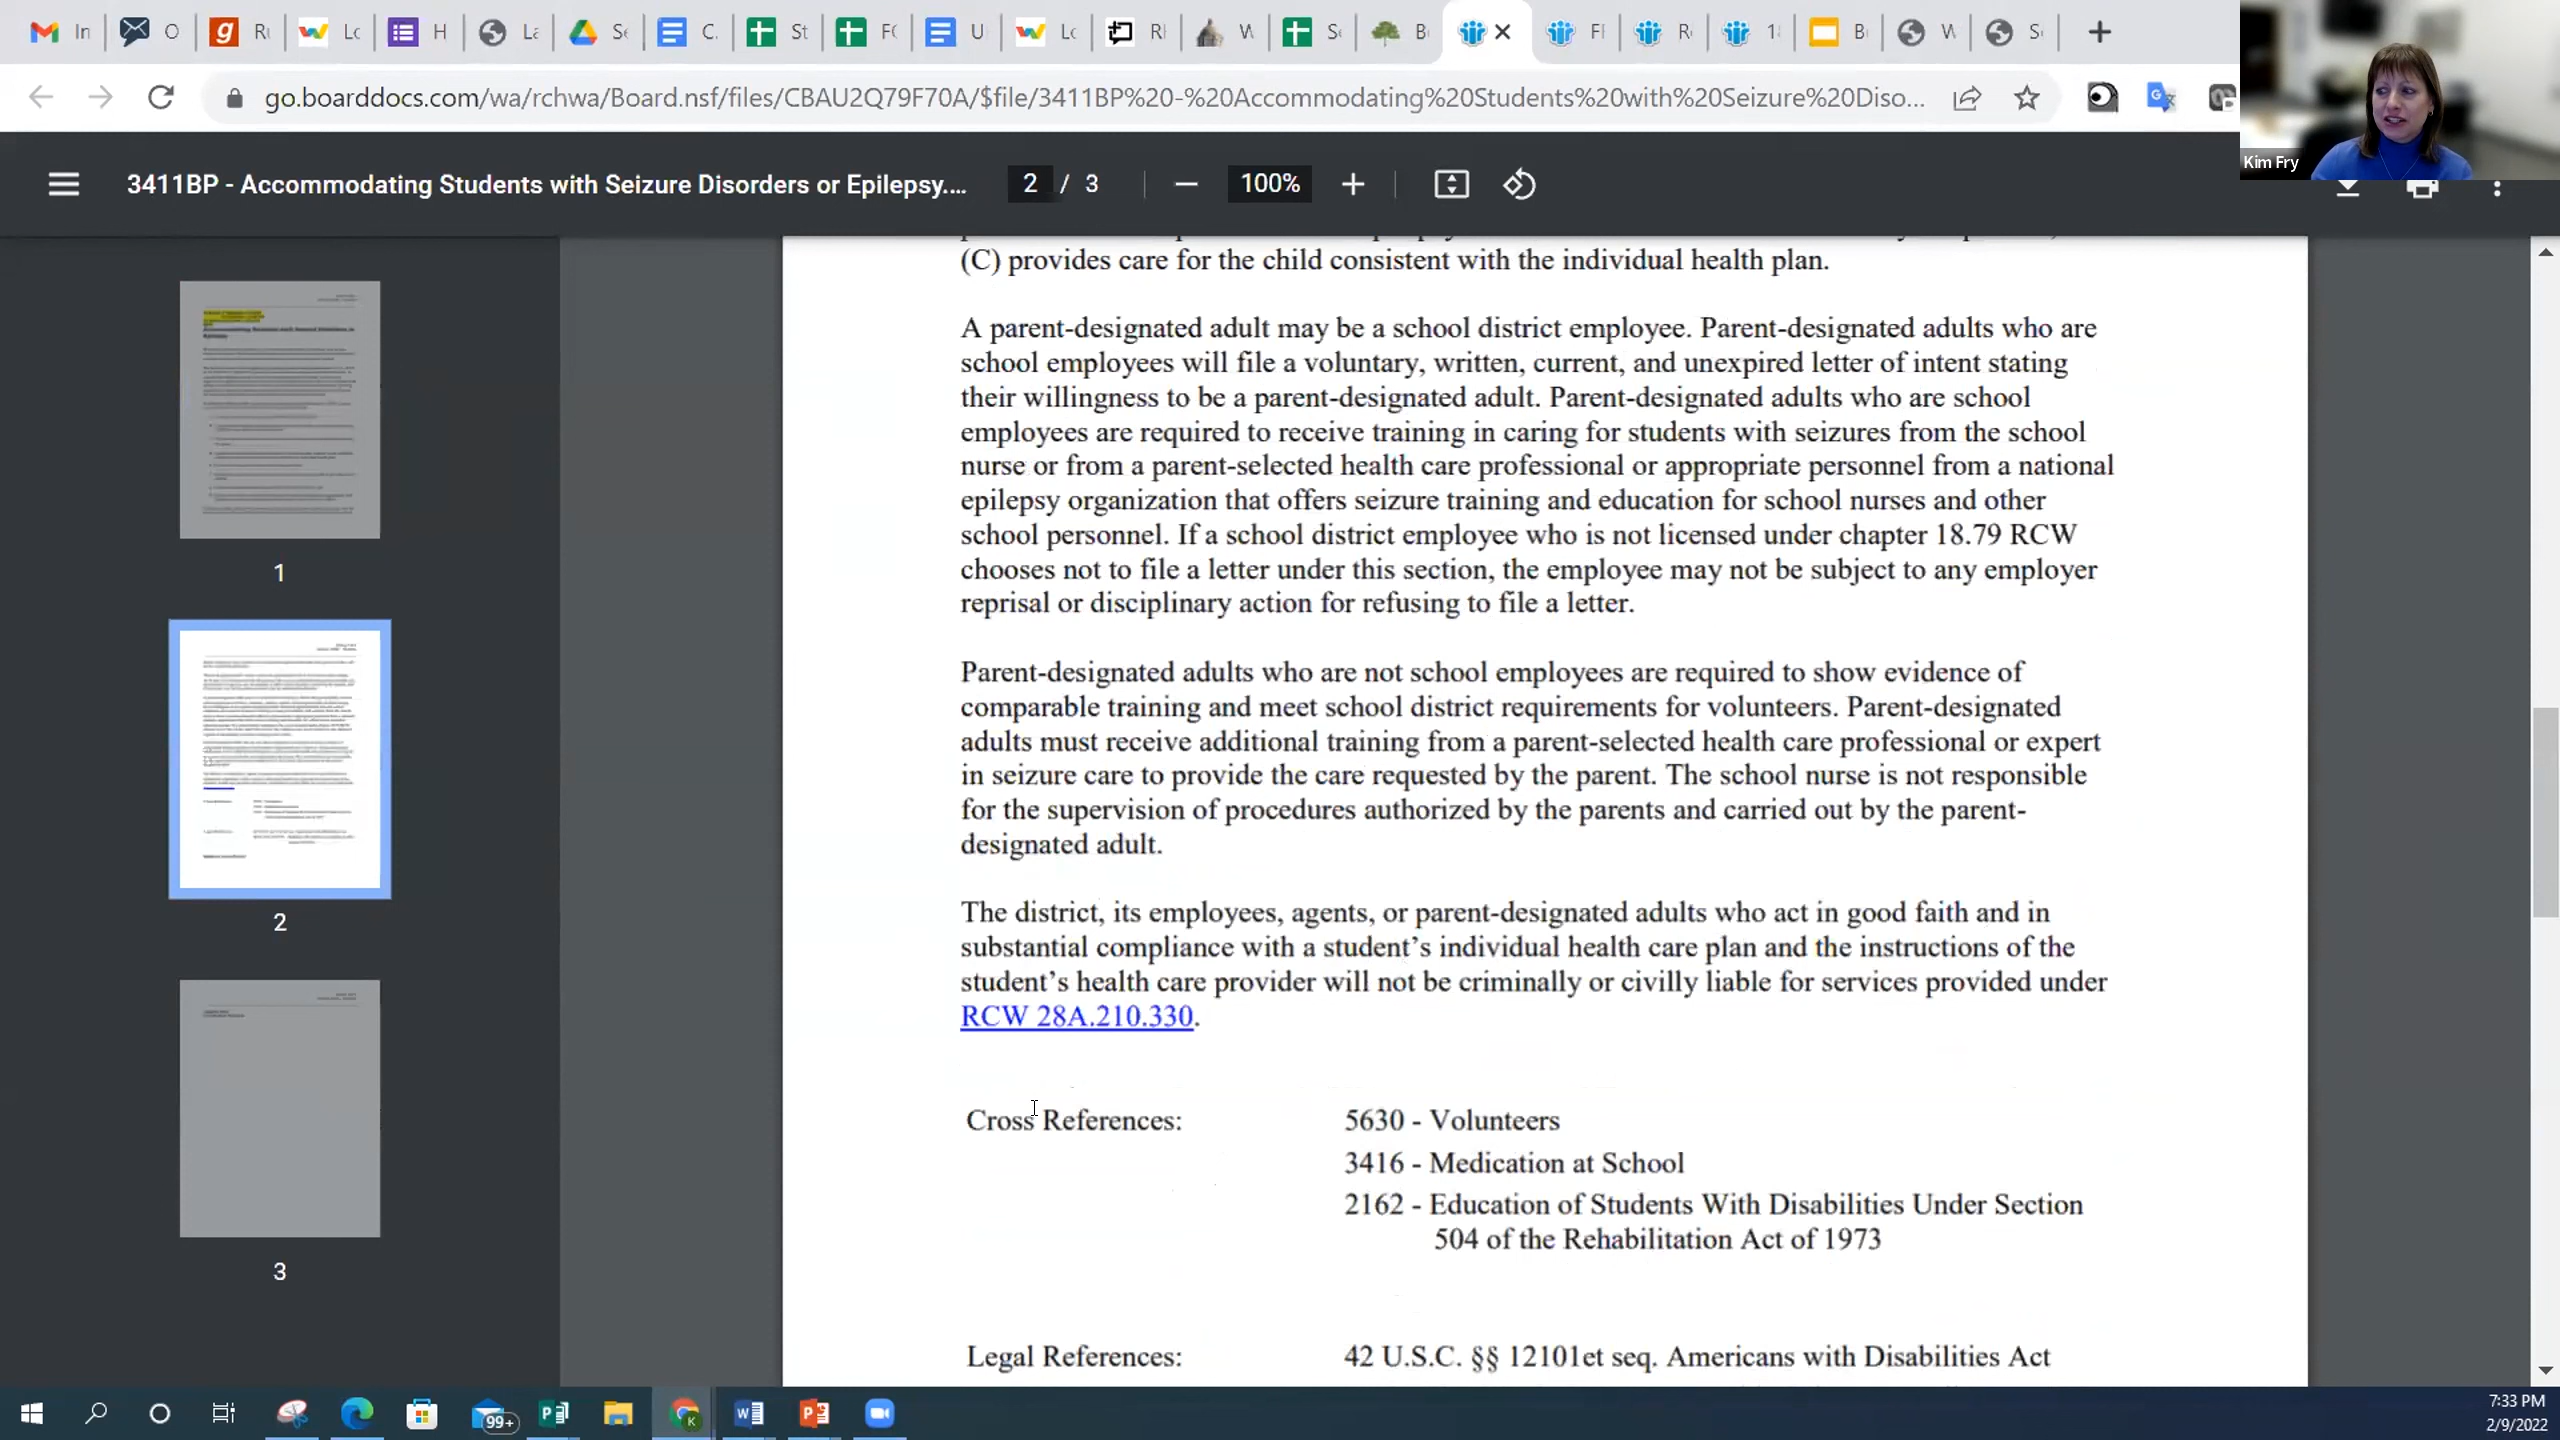 In
O
Ru
Lo
H
La
Se
C.
St
FO
U
Lo
RI
W
Se
B
FI
Re
1
B
W
S
go.boarddocs.com/wa/rchwa/Board.nsf/files/CBAU2Q79F70A/$file/3411BP%20-%20Accommodating%20Students%20with%20Seizure%20Diso...
Kim Fry
3411BP - Accommodating Students with Seizure Disorders or Epilepsy....
2 / 3
100%
1
2
3
(C) provides care for the child consistent with the individual health plan.
A parent-designated adult may be a school district employee. Parent-designated adults who are
school employees will file a voluntary, written, current, and unexpired letter of intent stating
their willingness to be a parent-designated adult. Parent-designated adults who are school
employees are required to receive training in caring for students with seizures from the school
nurse or from a parent-selected health care professional or appropriate personnel from a national
epilepsy organization that offers seizure training and education for school nurses and other
school personnel. If a school district employee who is not licensed under chapter 18.79 RCW
chooses not to file a letter under this section, the employee may not be subject to any employer
reprisal or disciplinary action for refusing to file a letter.
Parent-designated adults who are not school employees are required to show evidence of
comparable training and meet school district requirements for volunteers. Parent-designated
adults must receive additional training from a parent-selected health care professional or expert
in seizure care to provide the care requested by the parent. The school nurse is not responsible
for the supervision of procedures authorized by the parents and carried out by the parent-
designated adult.
The district, its employees, agents, or parent-designated adults who act in good faith and in
substantial compliance with a student’s individual health care plan and the instructions of the
student’s health care provider will not be criminally or civilly liable for services provided under
RCW 28A.210.330.
Cross References:
5630 - Volunteers
3416 - Medication at School
2162 - Education of Students With Disabilities Under Section
504 of the Rehabilitation Act of 1973
Legal References:
42 U.S.C. §§ 12101et seq. Americans with Disabilities Act
99+
7:33 PM
2/9/2022